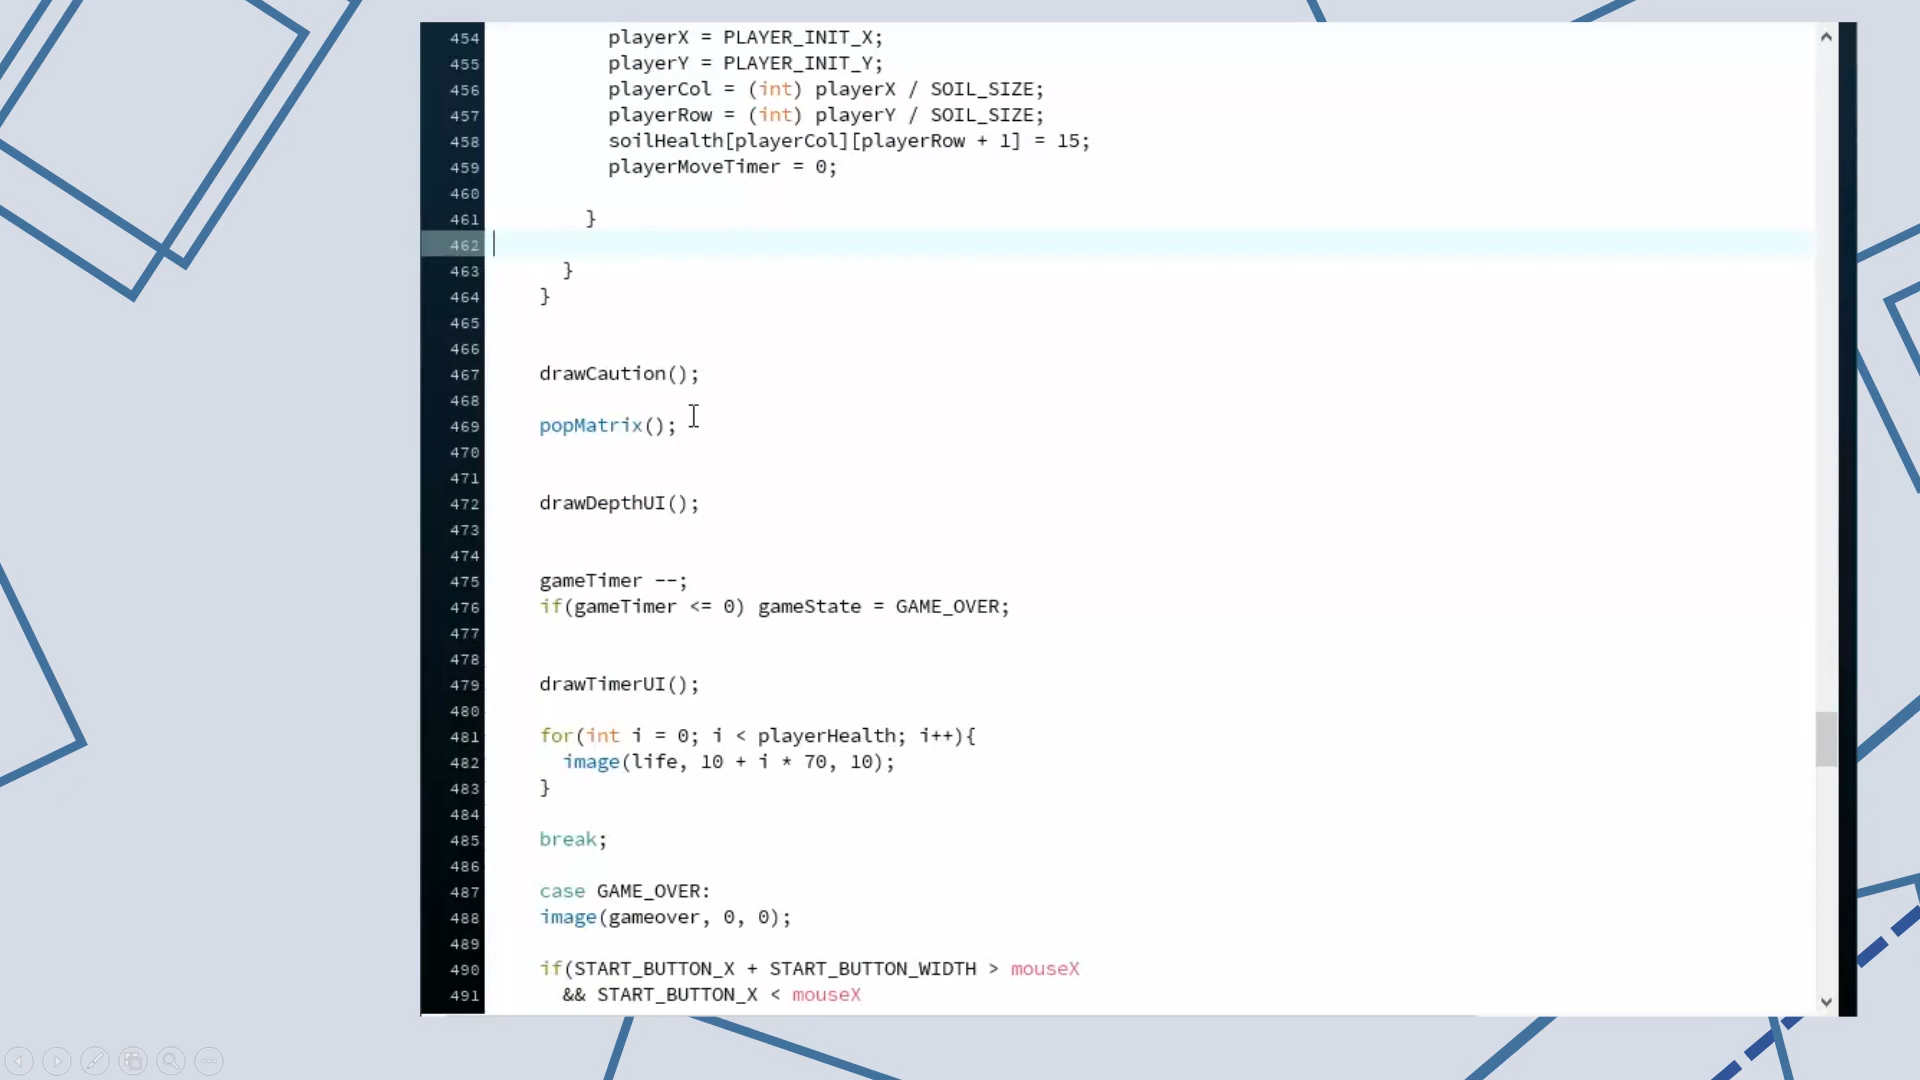 454 playerX = PLAYER_INIT_X;
455 playerY = PLAYER_INIT_Y;
456 playerCol = (int) playerX / SOIL_SIZE;
457 playerRow = (int) playerY / SOIL_SIZE;
458 soilHealth[playerCol][playerRow + 1] = 15;
459 playerMoveTimer = 0;
460
461 }
462
463 }
464 }
465
466
467 drawCaution();
468
469 popMatrix();
470
471
472 drawDepthUI();
473
474
475 gameTimer --;
476 if(gameTimer <= 0) gameState = GAME_OVER;
477
478
479 drawTimerUI();
480
481 for(int i = 0; i < playerHealth; i++){
482 image(life, 10 + i * 70, 10);
483 }
484
485 break;
486
487 case GAME_OVER:
488 image(gameover, 0, 0);
489
490 if(START_BUTTON_X + START_BUTTON_WIDTH > mouseX
491 && START_BUTTON_X < mouseX